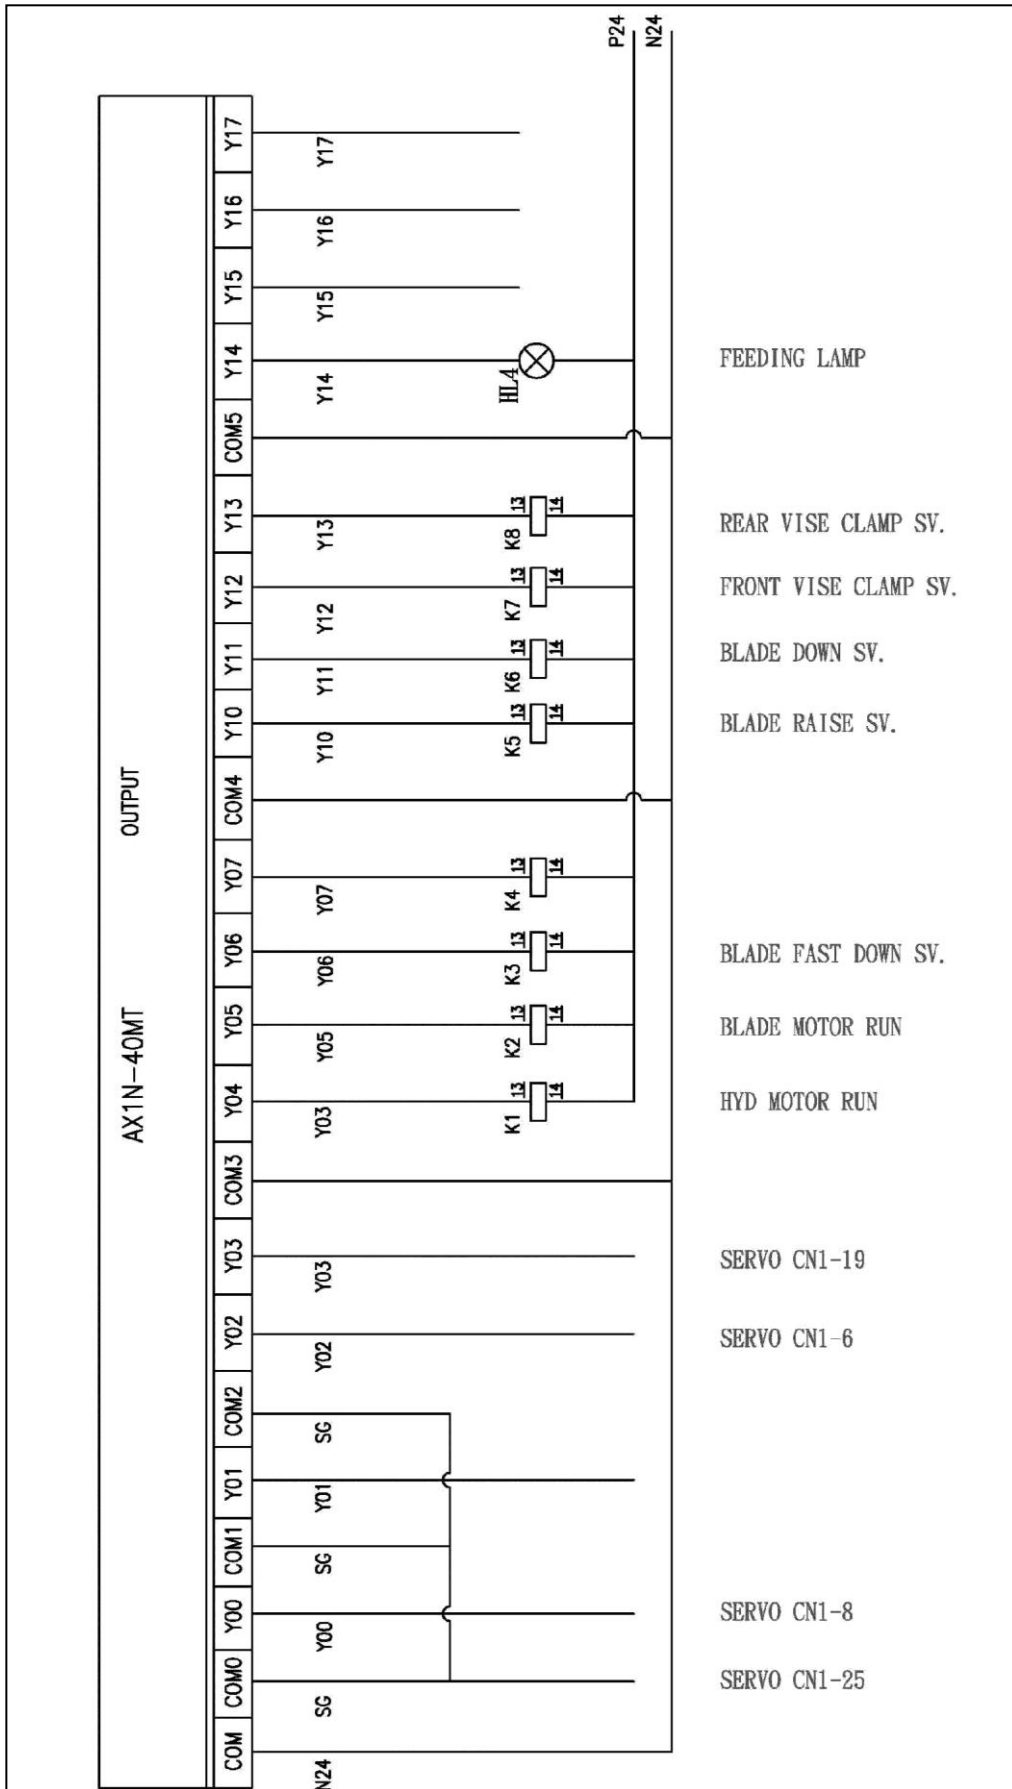 P24
N24
Y17
Y17
Y16
Y16
Y15
Y15
Y14
Y14
HL4
FEEDING LAMP
COM5
Y13
Y13
K8
13
14
REAR VISE CLAMP SV.
Y12
Y12
K7
13
14
FRONT VISE CLAMP SV.
Y11
Y11
K6
13
14
BLADE DOWN SV.
Y10
Y10
K5
13
14
BLADE RAISE SV.
OUTPUT
COM4
Y07
Y07
K4
13
14
Y06
Y06
K3
13
14
BLADE FAST DOWN SV.
AX1N-40MT
Y05
Y05
K2
13
14
BLADE MOTOR RUN
Y04
Y03
K1
13
14
HYD MOTOR RUN
COM3
Y03
Y03
SERVO CN1-19
Y02
Y02
SERVO CN1-6
COM2
SG
Y01
Y01
COM1
SG
Y00
Y00
SERVO CN1-8
COM0
SG
SERVO CN1-25
COM
N24